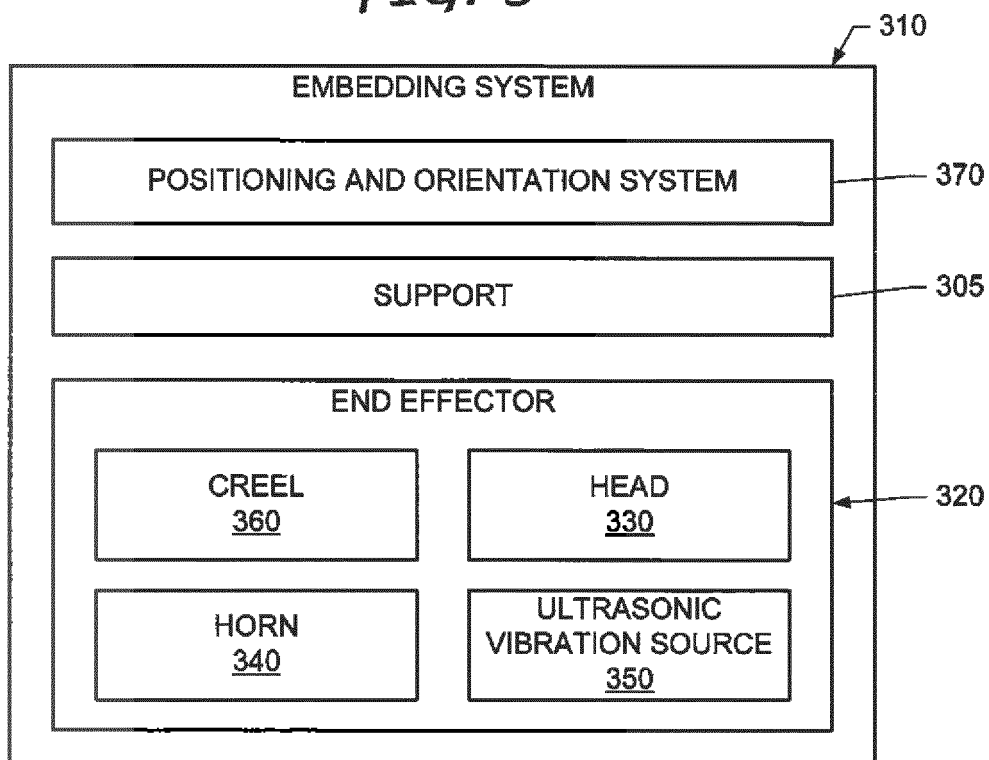 310
EMBEDDING SYSTEM
POSITIONING AND ORIENTATION SYSTEM
370
SUPPORT
305
END EFFECTOR
CREEL
360
HEAD
330
320
HORN
340
ULTRASONIC
VIBRATION SOURCE
350